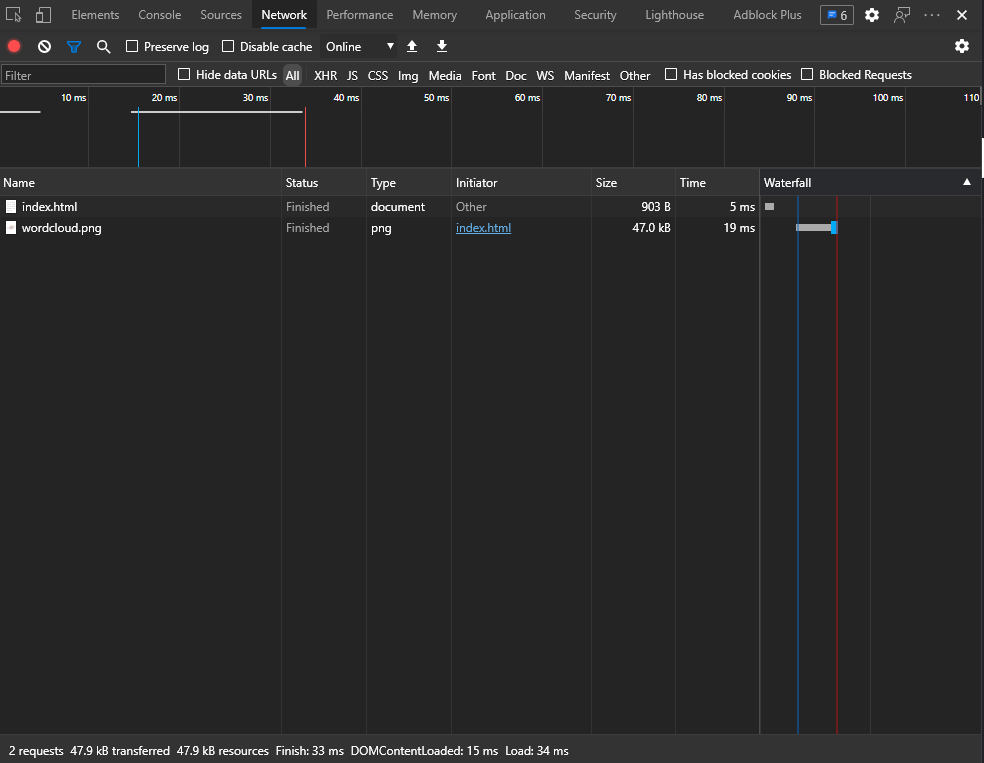 Elements Console Sources Network Performance Memory Application Security Lighthouse Adblock Plus 6 ...
Preserve log Disable cache Online
Filter Hide data URLs All XHR JS CSS Img Media Font Doc WS Manifest Other Has blocked cookies Blocked Requests
10 ms 20 ms 30 ms 40 ms 50 ms 60 ms 70 ms 80 ms 90 ms 100 ms 110
Name Status Type Initiator Size Time Waterfall
index.html Finished document Other 903 B 5 ms
wordcloud.png Finished png index.html 47.0 kB 19 ms
2 requests 47.9 kB transferred 47.9 kB resources Finish: 33 ms DOMContentLoaded: 15 ms Load: 34 ms